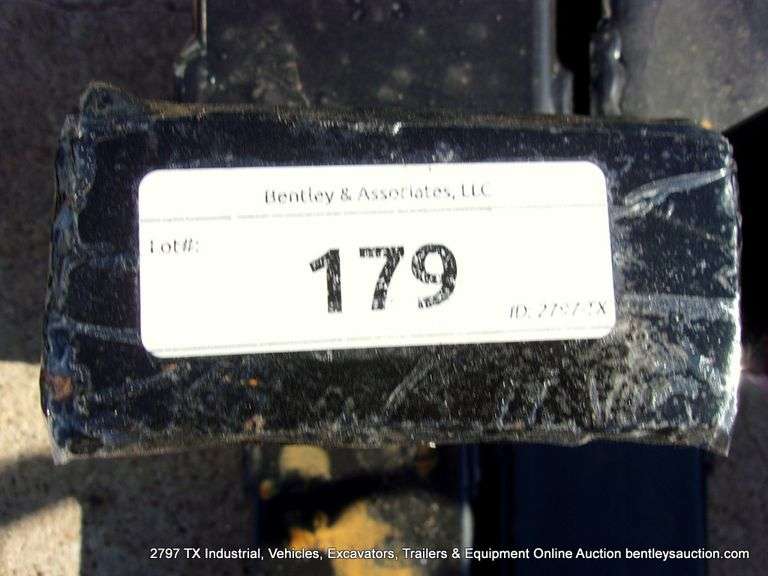 Bentley & Associates, LLC
Lot#:
179
ID: 2797-TX
2797 TX Industrial, Vehicles, Excavators, Trailers & Equipment Online Auction bentleysauction.com